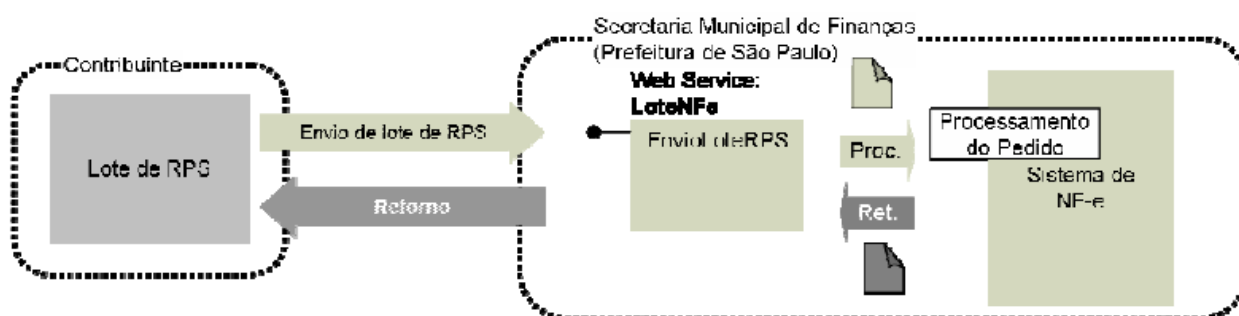 Secretaria Municipal de Finanças
(Prefeitura de São Paulo)
Contribuinte
Web Service:
LoteNFe
Envio de lote de RPS
EnvioLoteRPS
Lote de RPS
Proc.
Processamento
do Pedido
Sistema de
NF-e
Retorno
Ret.